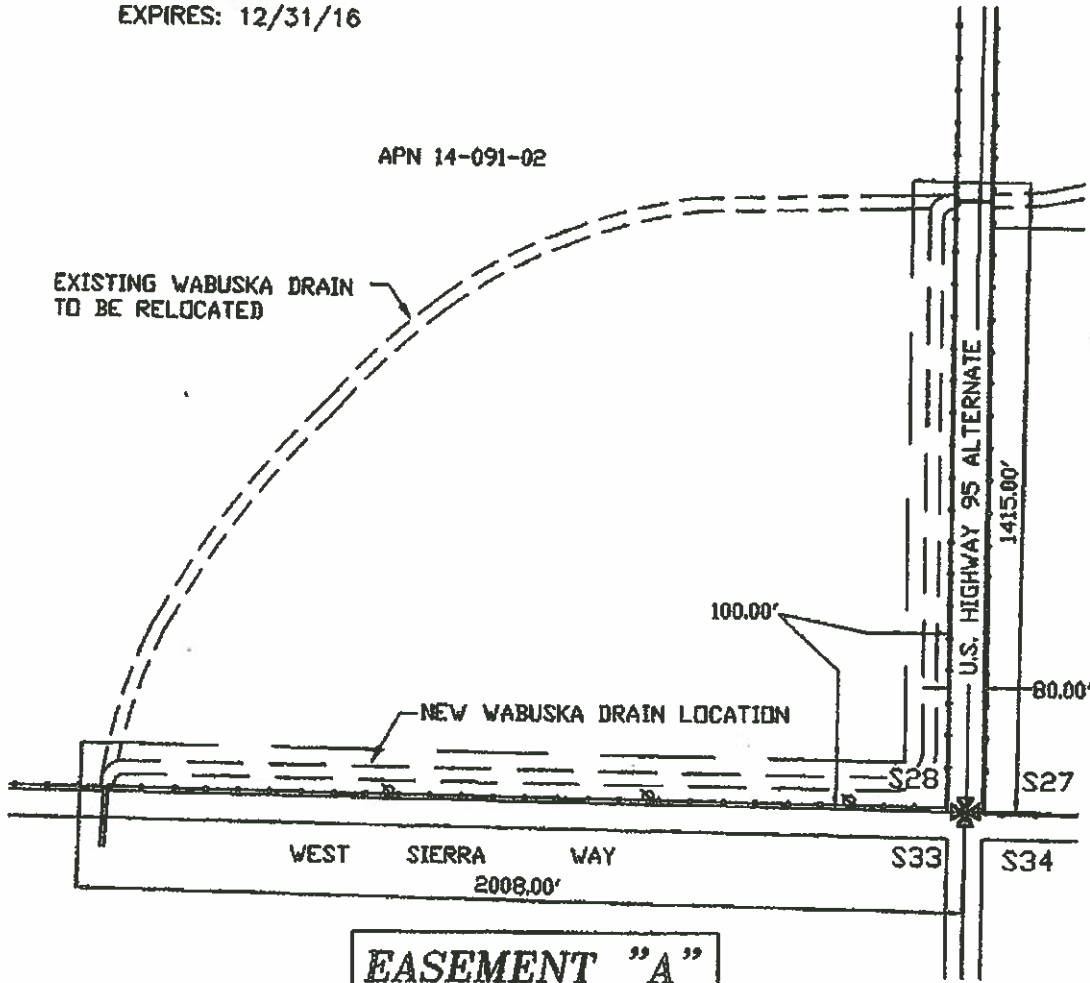 EXPIRES: 12/31/16
APN 14-091-02
EXISTING WABUSKA DRAIN
TO BE RELOCATED
U.S. HIGHWAY 95 ALTERNATE
1415.00'
100.00'
80.00'
NEW WABUSKA DRAIN LOCATION
S28
S27
WEST SIERRA WAY
S33
S34
2008.00'
EASEMENT "A"